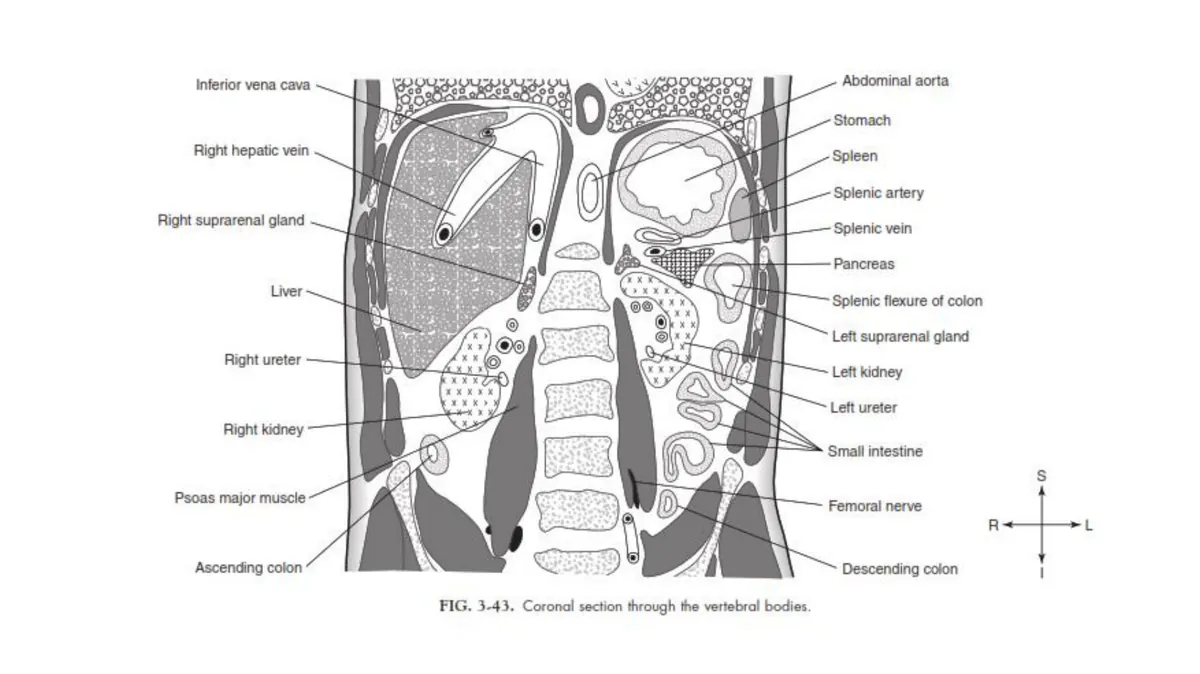 Inferior vena cava
Right hepatic vein
Right suprarenal gland
Liver
Right ureter
Right kidney
Psoas major muscle
Ascending colon
Abdominal aorta
Stomach
Spleen
Splenic artery
Splenic vein
Pancreas
Splenic flexure of colon
Left suprarenal gland
Left kidney
Left ureter
Small intestine
Femoral nerve
Descending colon
S
R L
I
FIG. 3-43. Coronal section through the vertebral bodies.